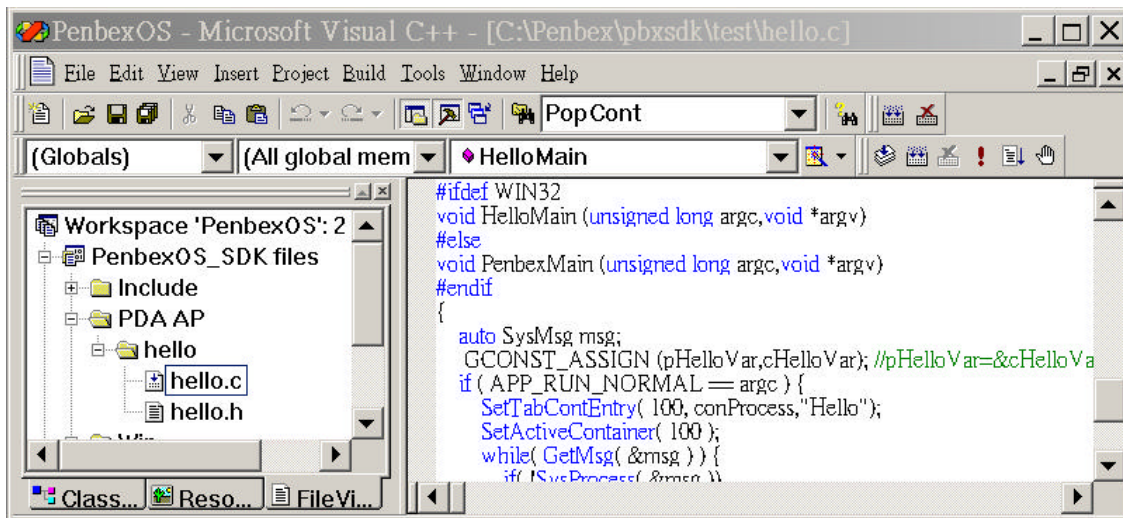 PenbexOS - Microsoft Visual C++ - [C:\Penbex\pbxsdk\test\hello.c]
File Edit View Insert Project Build Tools Window Help
PopCont
(Globals) (All global mem HelloMain
Workspace 'PenbexOS': 2
PenbexOS_SDK files
Include
PDA AP
hello
hello.c
hello.h
Class... Reso... FileVi...
#ifdef WIN32
void HelloMain (unsigned long argc,void *argv)
#else
void PenbexMain (unsigned long argc,void *argv)
#endif
{
auto SysMsg msg;
GCONST_ASSIGN (pHelloVar,cHelloVar); //pHelloVar=&cHelloVa
if ( APP_RUN_NORMAL == argc ) {
SetTabContEntry( 100, conProcess,"Hello");
SetActiveContainer( 100 );
while( GetMsg( &msg ) ) {
if( !SysProcess( &msg ))